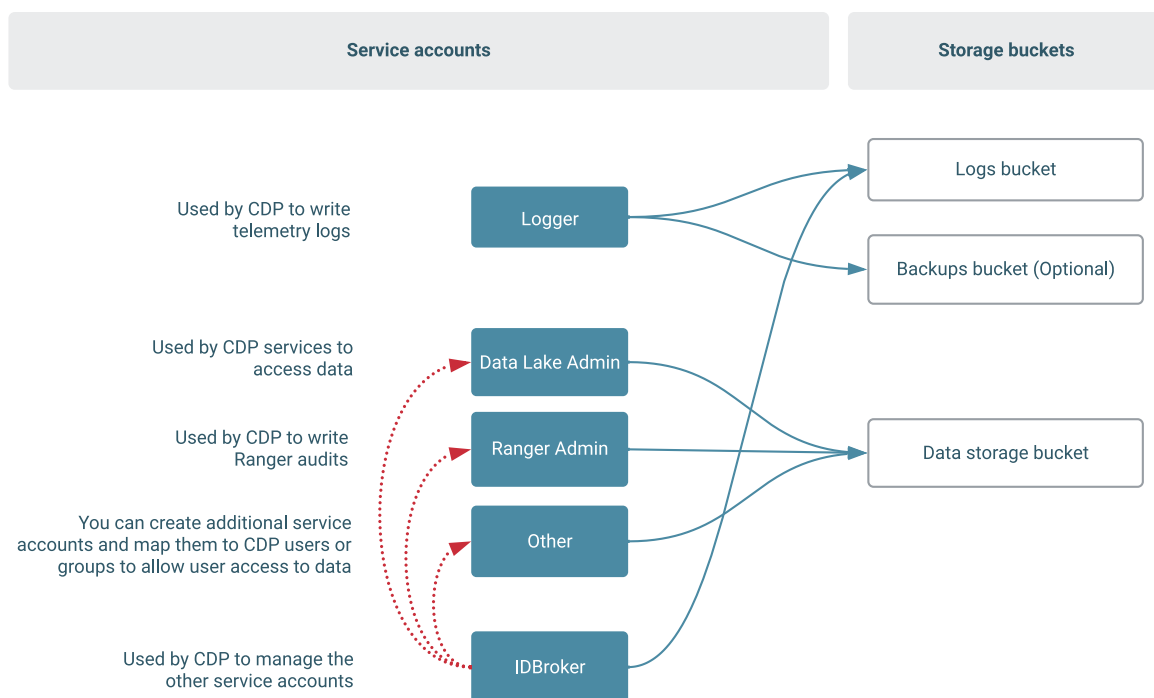 Service accounts
Storage buckets
Logs bucket
Used by CDP to write
telemetry logs
Logger
Backups bucket (Optional)
Used by CDP services to
access data
Data Lake Admin
Used by CDP to write
Ranger audits
Ranger Admin
Data storage bucket
You can create additional service
accounts and map them to CDP users or
groups to allow user access to data
Other
Used by CDP to manage the
other service accounts
IDBroker